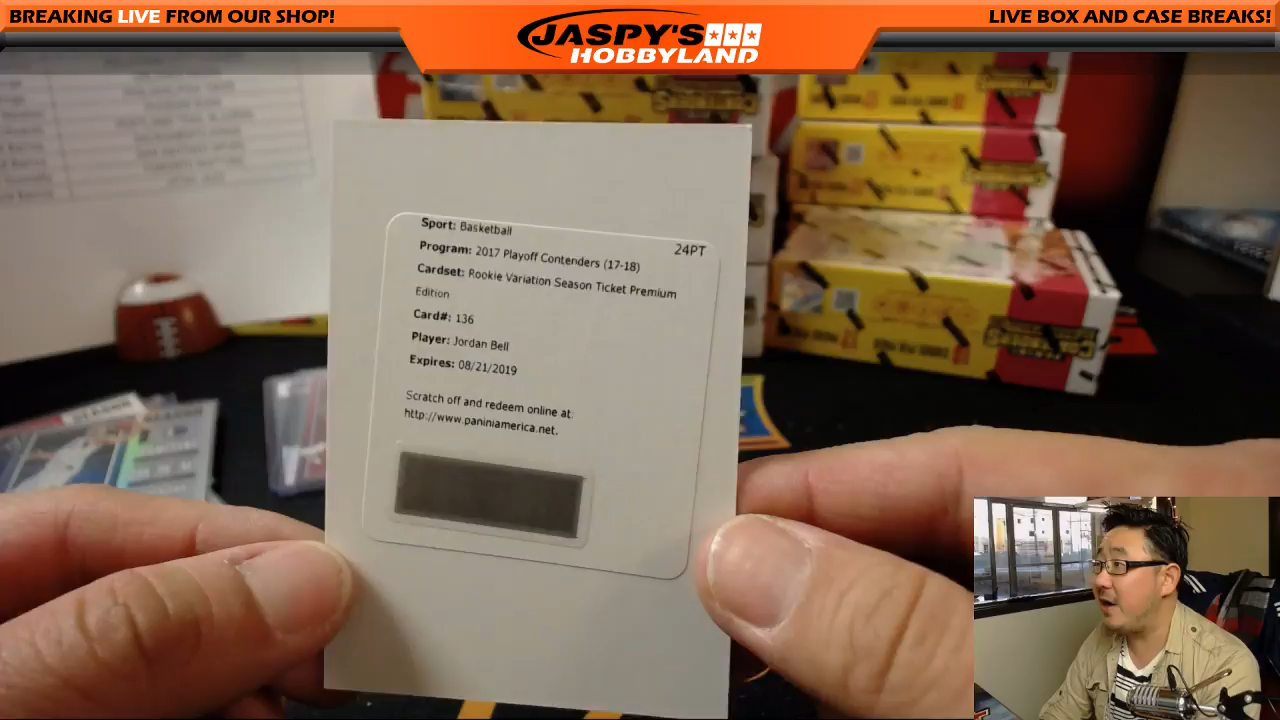 BREAKING LIVE FROM OUR SHOP!
LIVE BOX AND CASE BREAKS!
JASPY'S
HOBBYLAND
24PT
Sport: Basketball
Program: 2017 Playoff Contenders (17-18)
Cardset: Rookie Variation Season Ticket Premium
Edition
Card#: 136
Player: Jordan Bell
Expires: 08/21/2019
Scratch off and redeem online at:
http://www.paniniamerica.net.